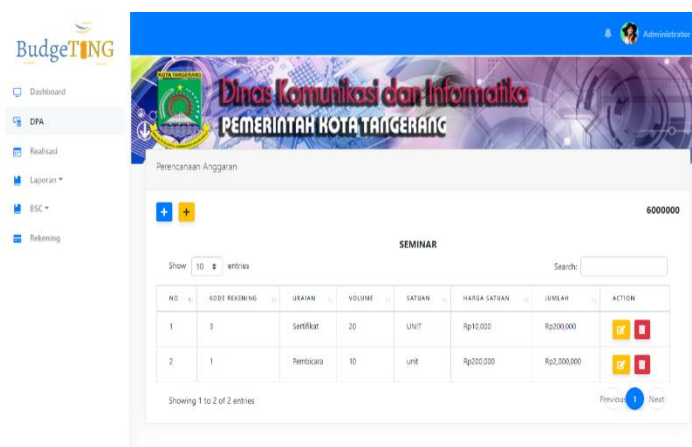 BudgeTING
Administrator
Dashboard
DPA
Realisasi
Laporan
BSC
Rekening
KOTA TANGERANG
Dinas Komunikasi dan Informatika
PEMERINTAH KOTA TANGERANG
Perencanaan Anggaran
6000000
SEMINAR
Show 10 entries
Search:
NO KODE REKENING URAIAN VOLUME SATUAN HARGA SATUAN JUMLAH ACTION
1 3 Sertifikat 20 UNIT Rp10,000 Rp200,000
2 1 Pembicara 10 unit Rp200,000 Rp2,000,000
Showing 1 to 2 of 2 entries
Previous 1 Next